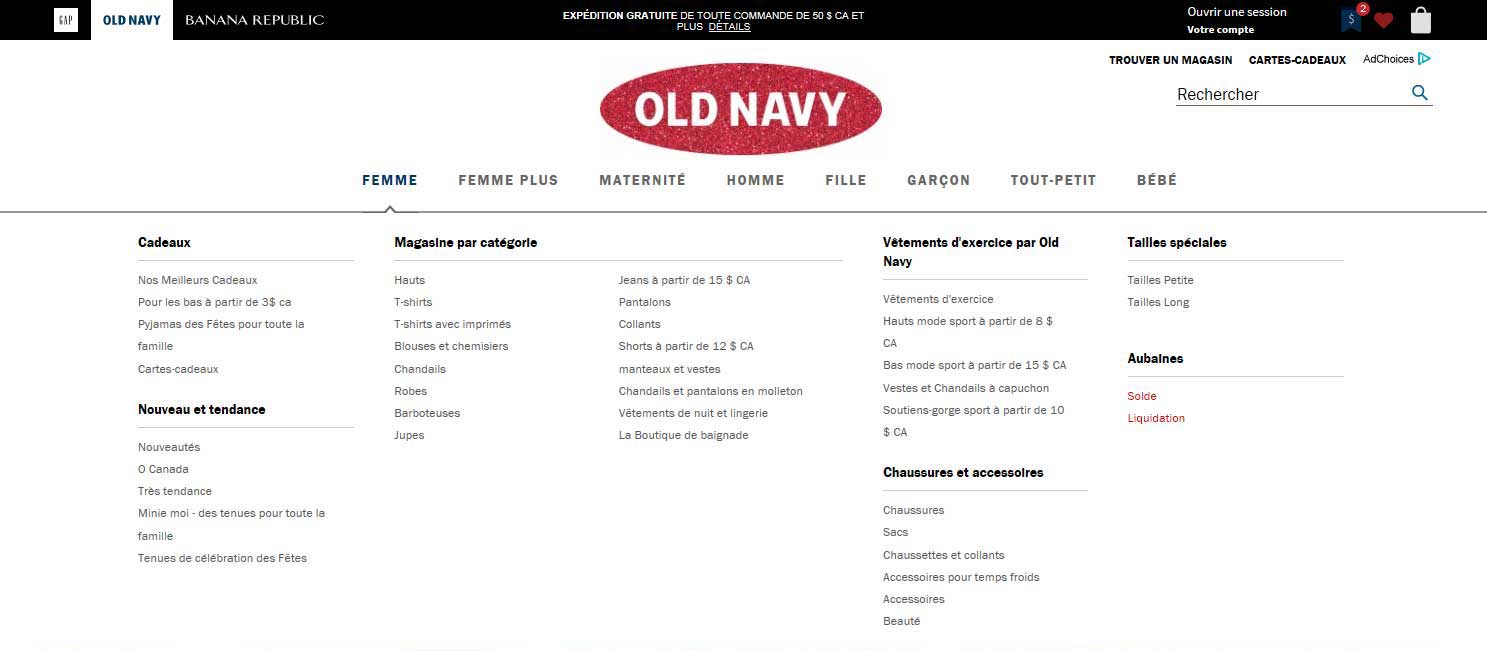 GAP
OLD NAVY
BANANA REPUBLIC
EXPÉDITION GRATUITE DE TOUTE COMMANDE DE 50 $ CA ET
PLUS DÉTAILS
Ouvrir une session
Votre compte
$
2
TROUVER UN MAGASIN
CARTES-CADEAUX
AdChoices
Rechercher
OLD NAVY
FEMME
FEMME PLUS
MATERNITÉ
HOMME
FILLE
GARÇON
TOUT-PETIT
BÉBÉ
Cadeaux
Nos Meilleurs Cadeaux
Pour les bas à partir de 3$ ca
Pyjamas des Fêtes pour toute la
famille
Cartes-cadeaux
Nouveau et tendance
Nouveautés
O Canada
Très tendance
Minie moi - des tenues pour toute la
famille
Tenues de célébration des Fêtes
Magasine par catégorie
Hauts
T-shirts
T-shirts avec imprimés
Blouses et chemisiers
Chandails
Robes
Barboteuses
Jupes
Jeans à partir de 15 $ CA
Pantalons
Collants
Shorts à partir de 12 $ CA
manteaux et vestes
Chandails et pantalons en molleton
Vêtements de nuit et lingerie
La Boutique de baignade
Vêtements d'exercice par Old
Navy
Vêtements d'exercice
Hauts mode sport à partir de 8 $
CA
Bas mode sport à partir de 15 $ CA
Vestes et Chandails à capuchon
Soutiens-gorge sport à partir de 10
$ CA
Chaussures et accessoires
Chaussures
Sacs
Chaussettes et collants
Accessoires pour temps froids
Accessoires
Beauté
Tailles spéciales
Tailles Petite
Tailles Long
Aubaines
Solde
Liquidation